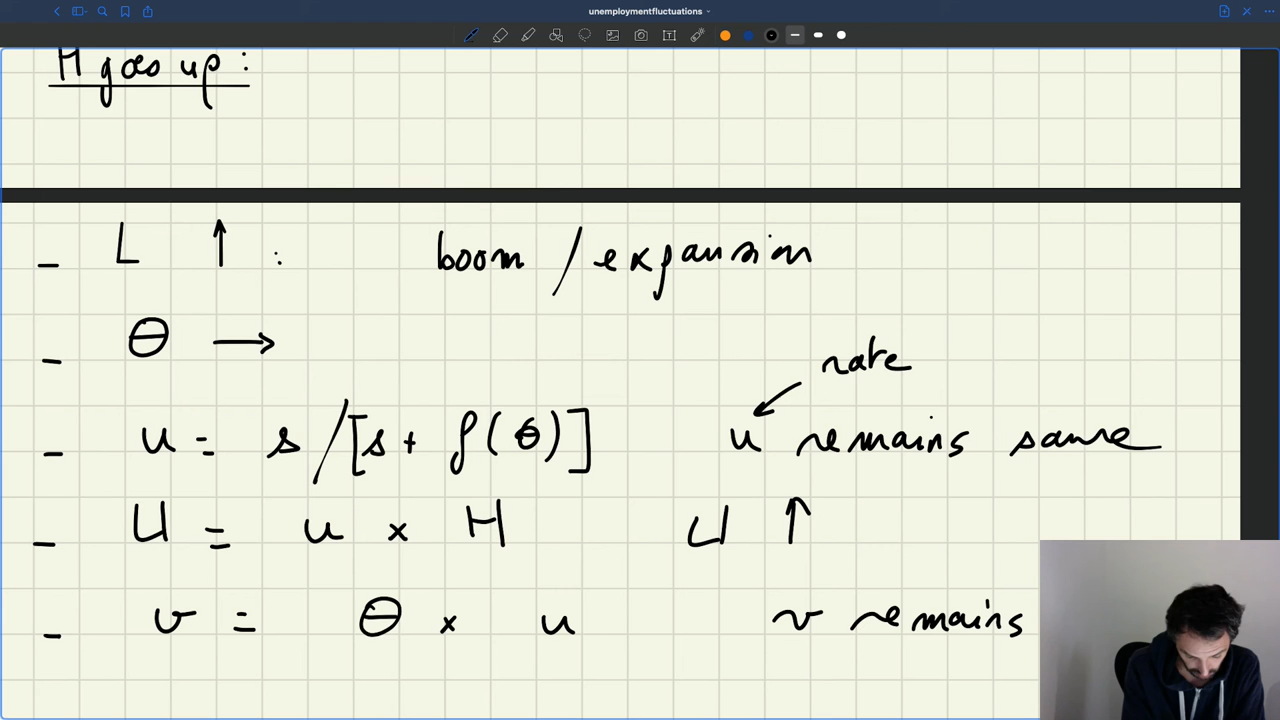 unemploymentfluctuations
H goes up :
- L ↑ : boom / expansion
- θ →
rate
- u = s / [s + f(θ)] u remains same
- U = u x H U ↑
- v = θ x u v remains